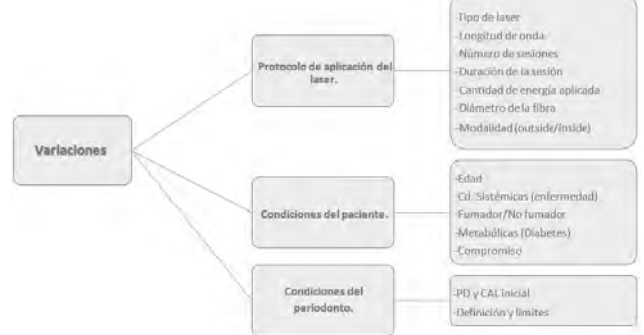 Variaciones
Protocolo de aplicación del
laser.
-Tipo de laser
-Longitud de onda
-Número de sesiones
-Duración de la sesión
-Cantidad de energía aplicada
-Diámetro de la fibra
-Modalidad (outside/inside)
Condiciones del paciente.
-Edad
-Cd. Sistémicas (enfermedad)
-Fumador/No fumador
-Metabólicas (Diabetes)
-Compromiso
Condiciones del
periodonto.
-PD y CAL inicial
-Definición y limites